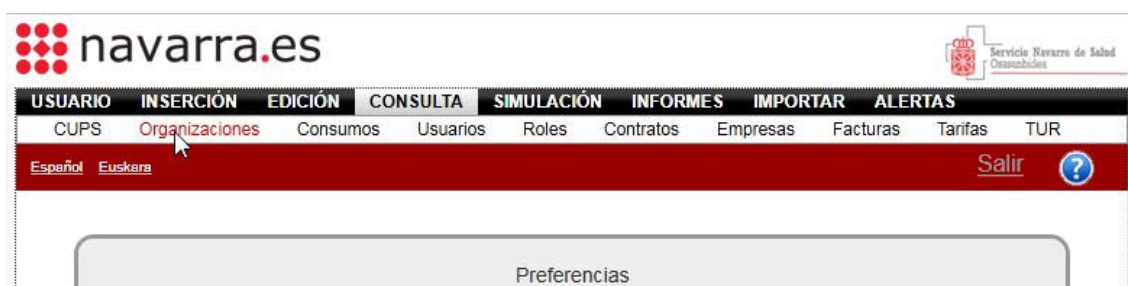 navarra.es
Servicio Navarro de Salud
Osasunbidea
USUARIO INSERCIÓN EDICIÓN CONSULTA SIMULACIÓN INFORMES IMPORTAR ALERTAS
CUPS Organizaciones Consumos Usuarios Roles Contratos Empresas Facturas Tarifas TUR
Español Euskara Salir ?
Preferencias